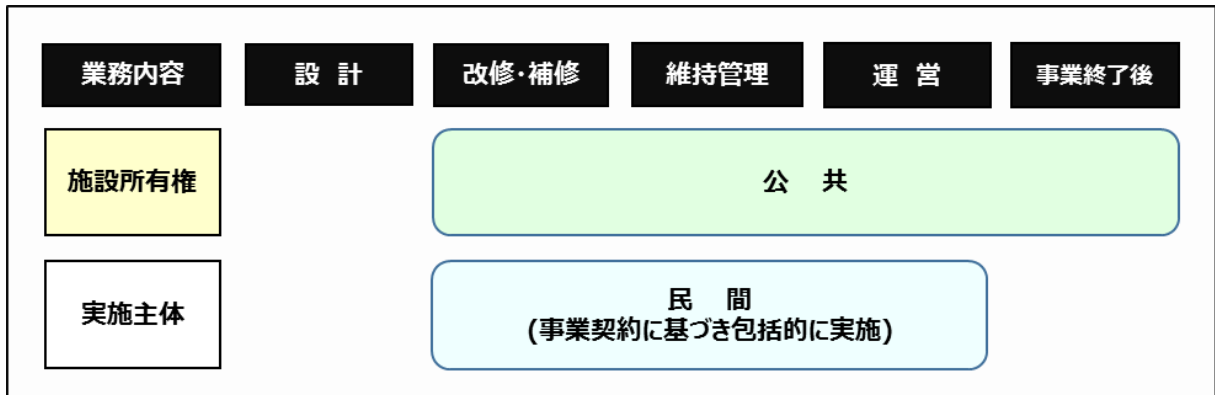 業務内容 設 計 改修・補修 維持管理 運 営 事業終了後
施設所有権 公 共
実施主体 民 間
(事業契約に基づき包括的に実施)